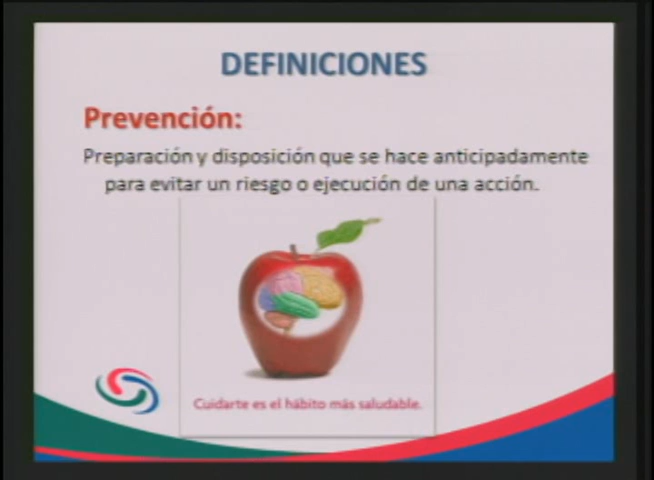 DEFINICIONES
Prevención:
Preparación y disposición que se hace anticipadamente
para evitar un riesgo o ejecución de una acción.
Cuidarte es el hábito más saludable.